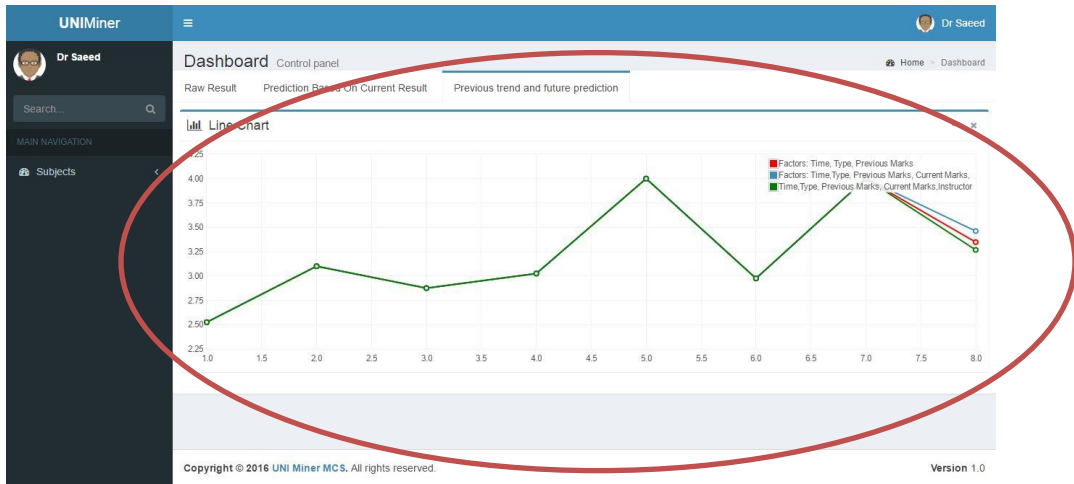 UNIMiner
Dr Saeed
Dr Saeed
Search...
MAIN NAVIGATION
Subjects
Dashboard Control panel
Home > Dashboard
Raw Result Prediction Based On Current Result Previous trend and future prediction
Line Chart
Factors: Time, Type, Previous Marks
Factors: Time,Type, Previous Marks, Current Marks,
Time,Type, Previous Marks, Current Marks,Instructor
4.00
3.75
3.50
3.25
3.00
2.75
2.50
2.25
1.0 1.5 2.0 2.5 3.0 3.5 4.0 4.5 5.0 5.5 6.0 6.5 7.0 7.5 8.0
Copyright © 2016 UNI Miner MCS. All rights reserved.
Version 1.0